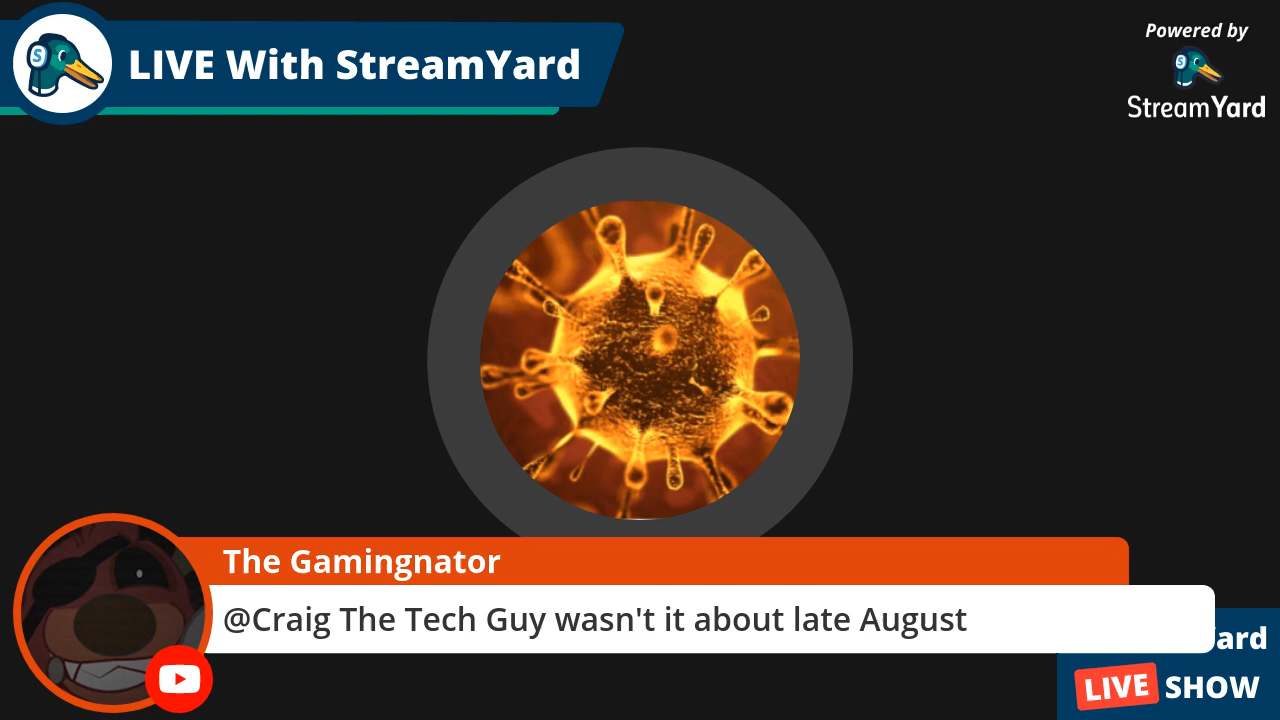 LIVE With StreamYard
Powered by
S
StreamYard
The Gamingnator
@Craig The Tech Guy wasn't it about late August
ard
LIVE SHOW